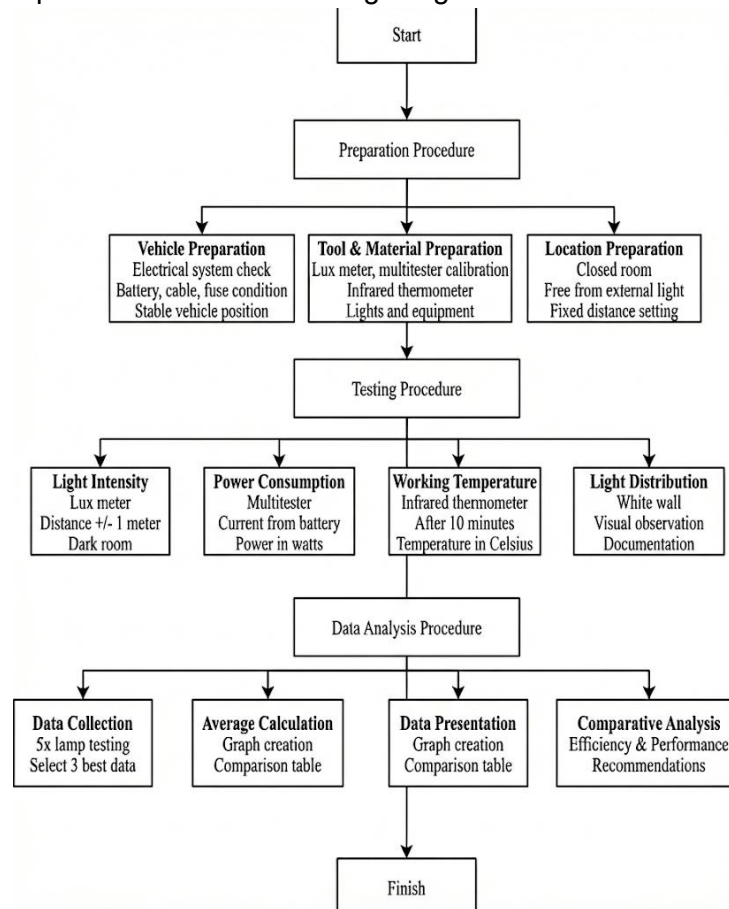 Start
Preparation Procedure
Vehicle Preparation
Electrical system check
Battery, cable, fuse condition
Stable vehicle position
Tool & Material Preparation
Lux meter, multitester calibration
Infrared thermometer
Lights and equipment
Location Preparation
Closed room
Free from external light
Fixed distance setting
Testing Procedure
Light Intensity
Lux meter
Distance +/- 1 meter
Dark room
Power Consumption
Multitester
Current from battery
Power in watts
Working Temperature
Infrared thermometer
After 10 minutes
Temperature in Celsius
Light Distribution
White wall
Visual observation
Documentation
Data Analysis Procedure
Data Collection
5x lamp testing
Select 3 best data
Average Calculation
Graph creation
Comparison table
Data Presentation
Graph creation
Comparison table
Comparative Analysis
Efficiency & Performance
Recommendations
Finish